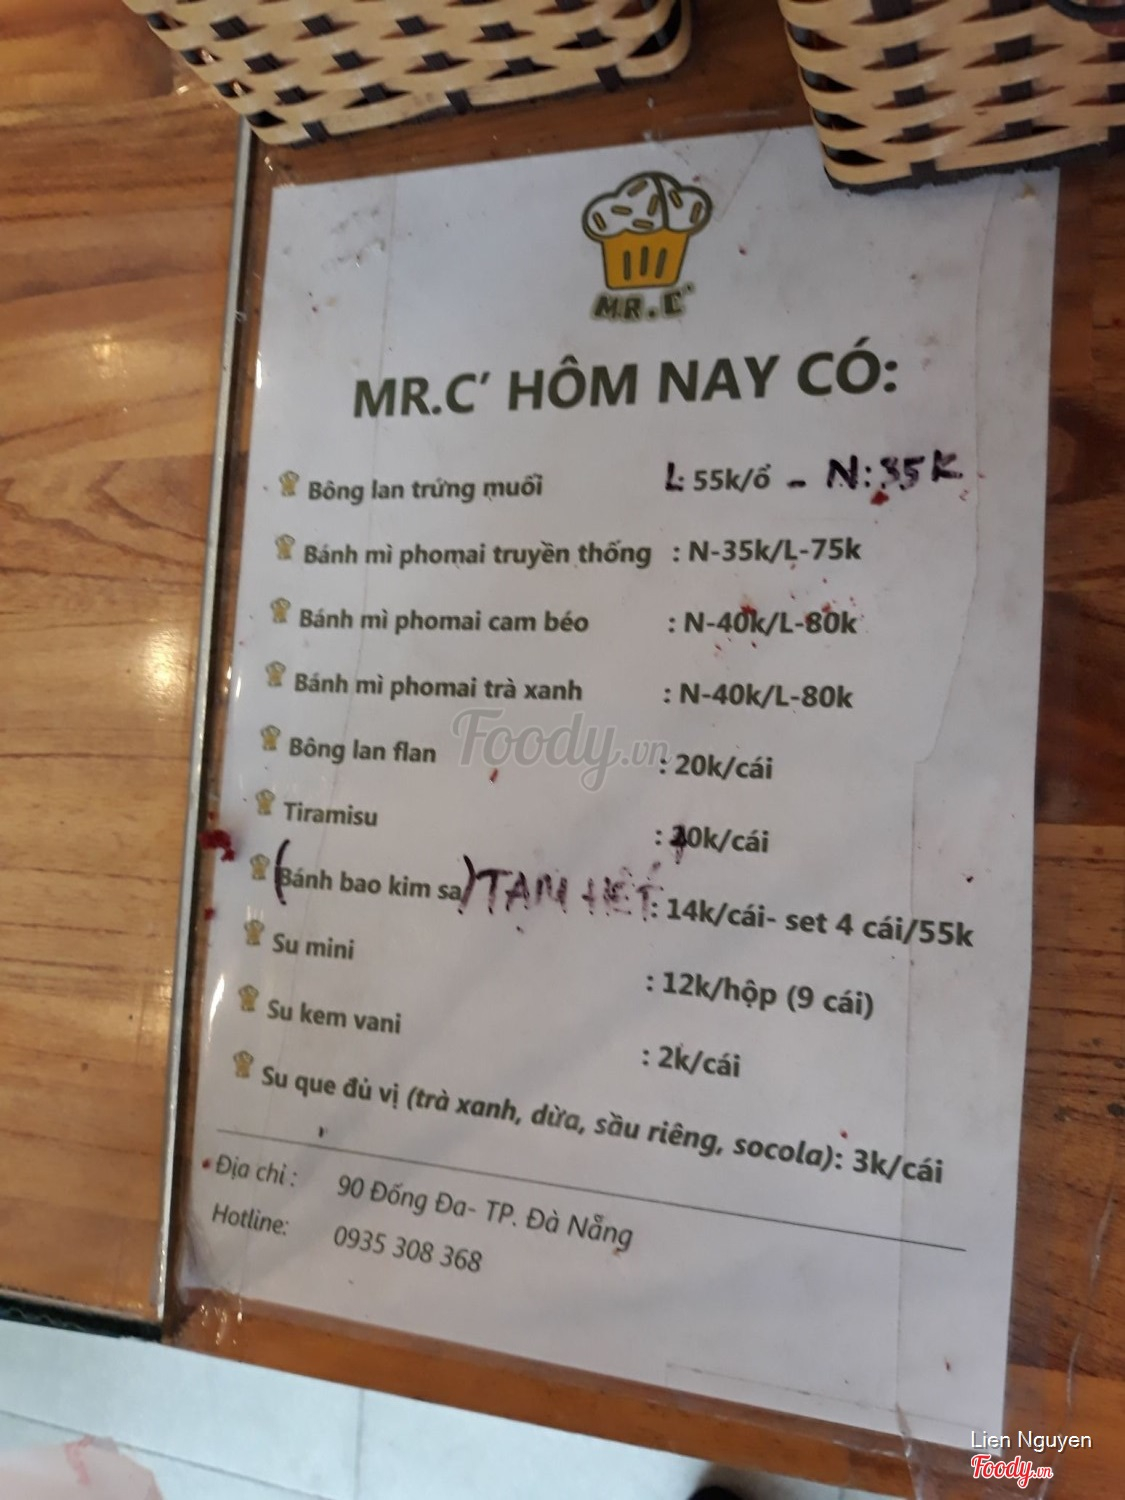 MR.C'
MR.C' HÔM NAY CÓ:
Bông lan trứng muối L: 55k/ổ - N: 35K
Bánh mì phomai truyền thống : N-35k/L-75k
Bánh mì phomai cam béo : N-40k/L-80k
Bánh mì phomai trà xanh : N-40k/L-80k
Bông lan flan : 20k/cái
Tiramisu
(Bánh bao kim sa) TẠM HẾT : 14k/cái- set 4 cái/55k
Su mini : 12k/hộp (9 cái)
Su kem vani : 2k/cái
Su que đủ vị (trà xanh, dừa, sầu riêng, socola): 3k/cái
Địa chỉ : 90 Đống Đa- TP. Đà Nẵng
Hotline: 0935 308 368
Foody.vn
Lien Nguyen
Foody.vn